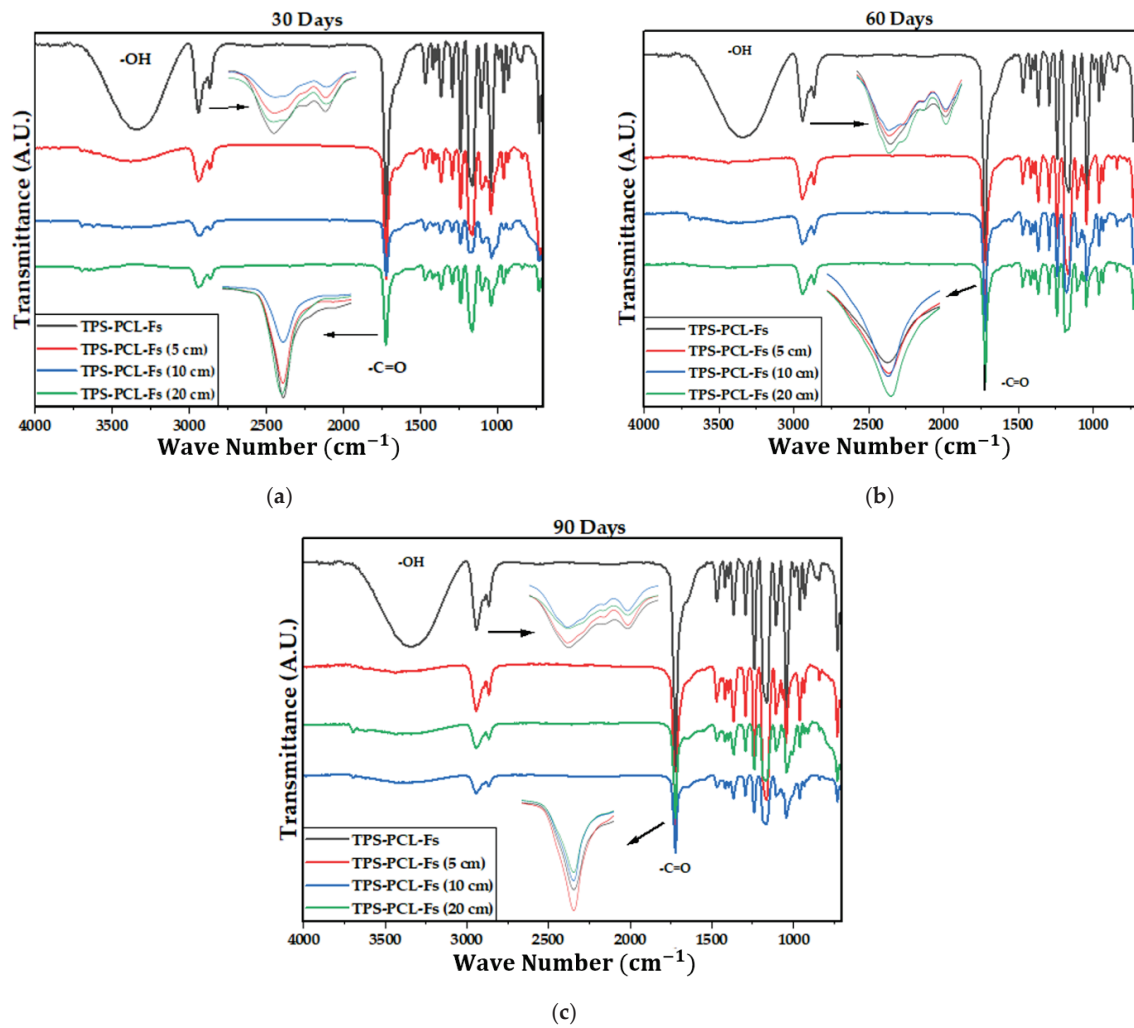 30 Days
-OH
Transmittance (A.U.)
TPS-PCL-Fs
TPS-PCL-Fs (5 cm)
TPS-PCL-Fs (10 cm)
TPS-PCL-Fs (20 cm)
-C=O
4000 3500 3000 2500 2000 1500 1000
Wave Number (cm⁻¹)
(a)
60 Days
-OH
Transmittance (A.U.)
TPS-PCL-Fs
TPS-PCL-Fs (5 cm)
TPS-PCL-Fs (10 cm)
TPS-PCL-Fs (20 cm)
-C=O
4000 3500 3000 2500 2000 1500 1000
Wave Number (cm⁻¹)
(b)
90 Days
-OH
Transmittance (A.U.)
TPS-PCL-Fs
TPS-PCL-Fs (5 cm)
TPS-PCL-Fs (10 cm)
TPS-PCL-Fs (20 cm)
-C=O
4000 3500 3000 2500 2000 1500 1000
Wave Number (cm⁻¹)
(c)